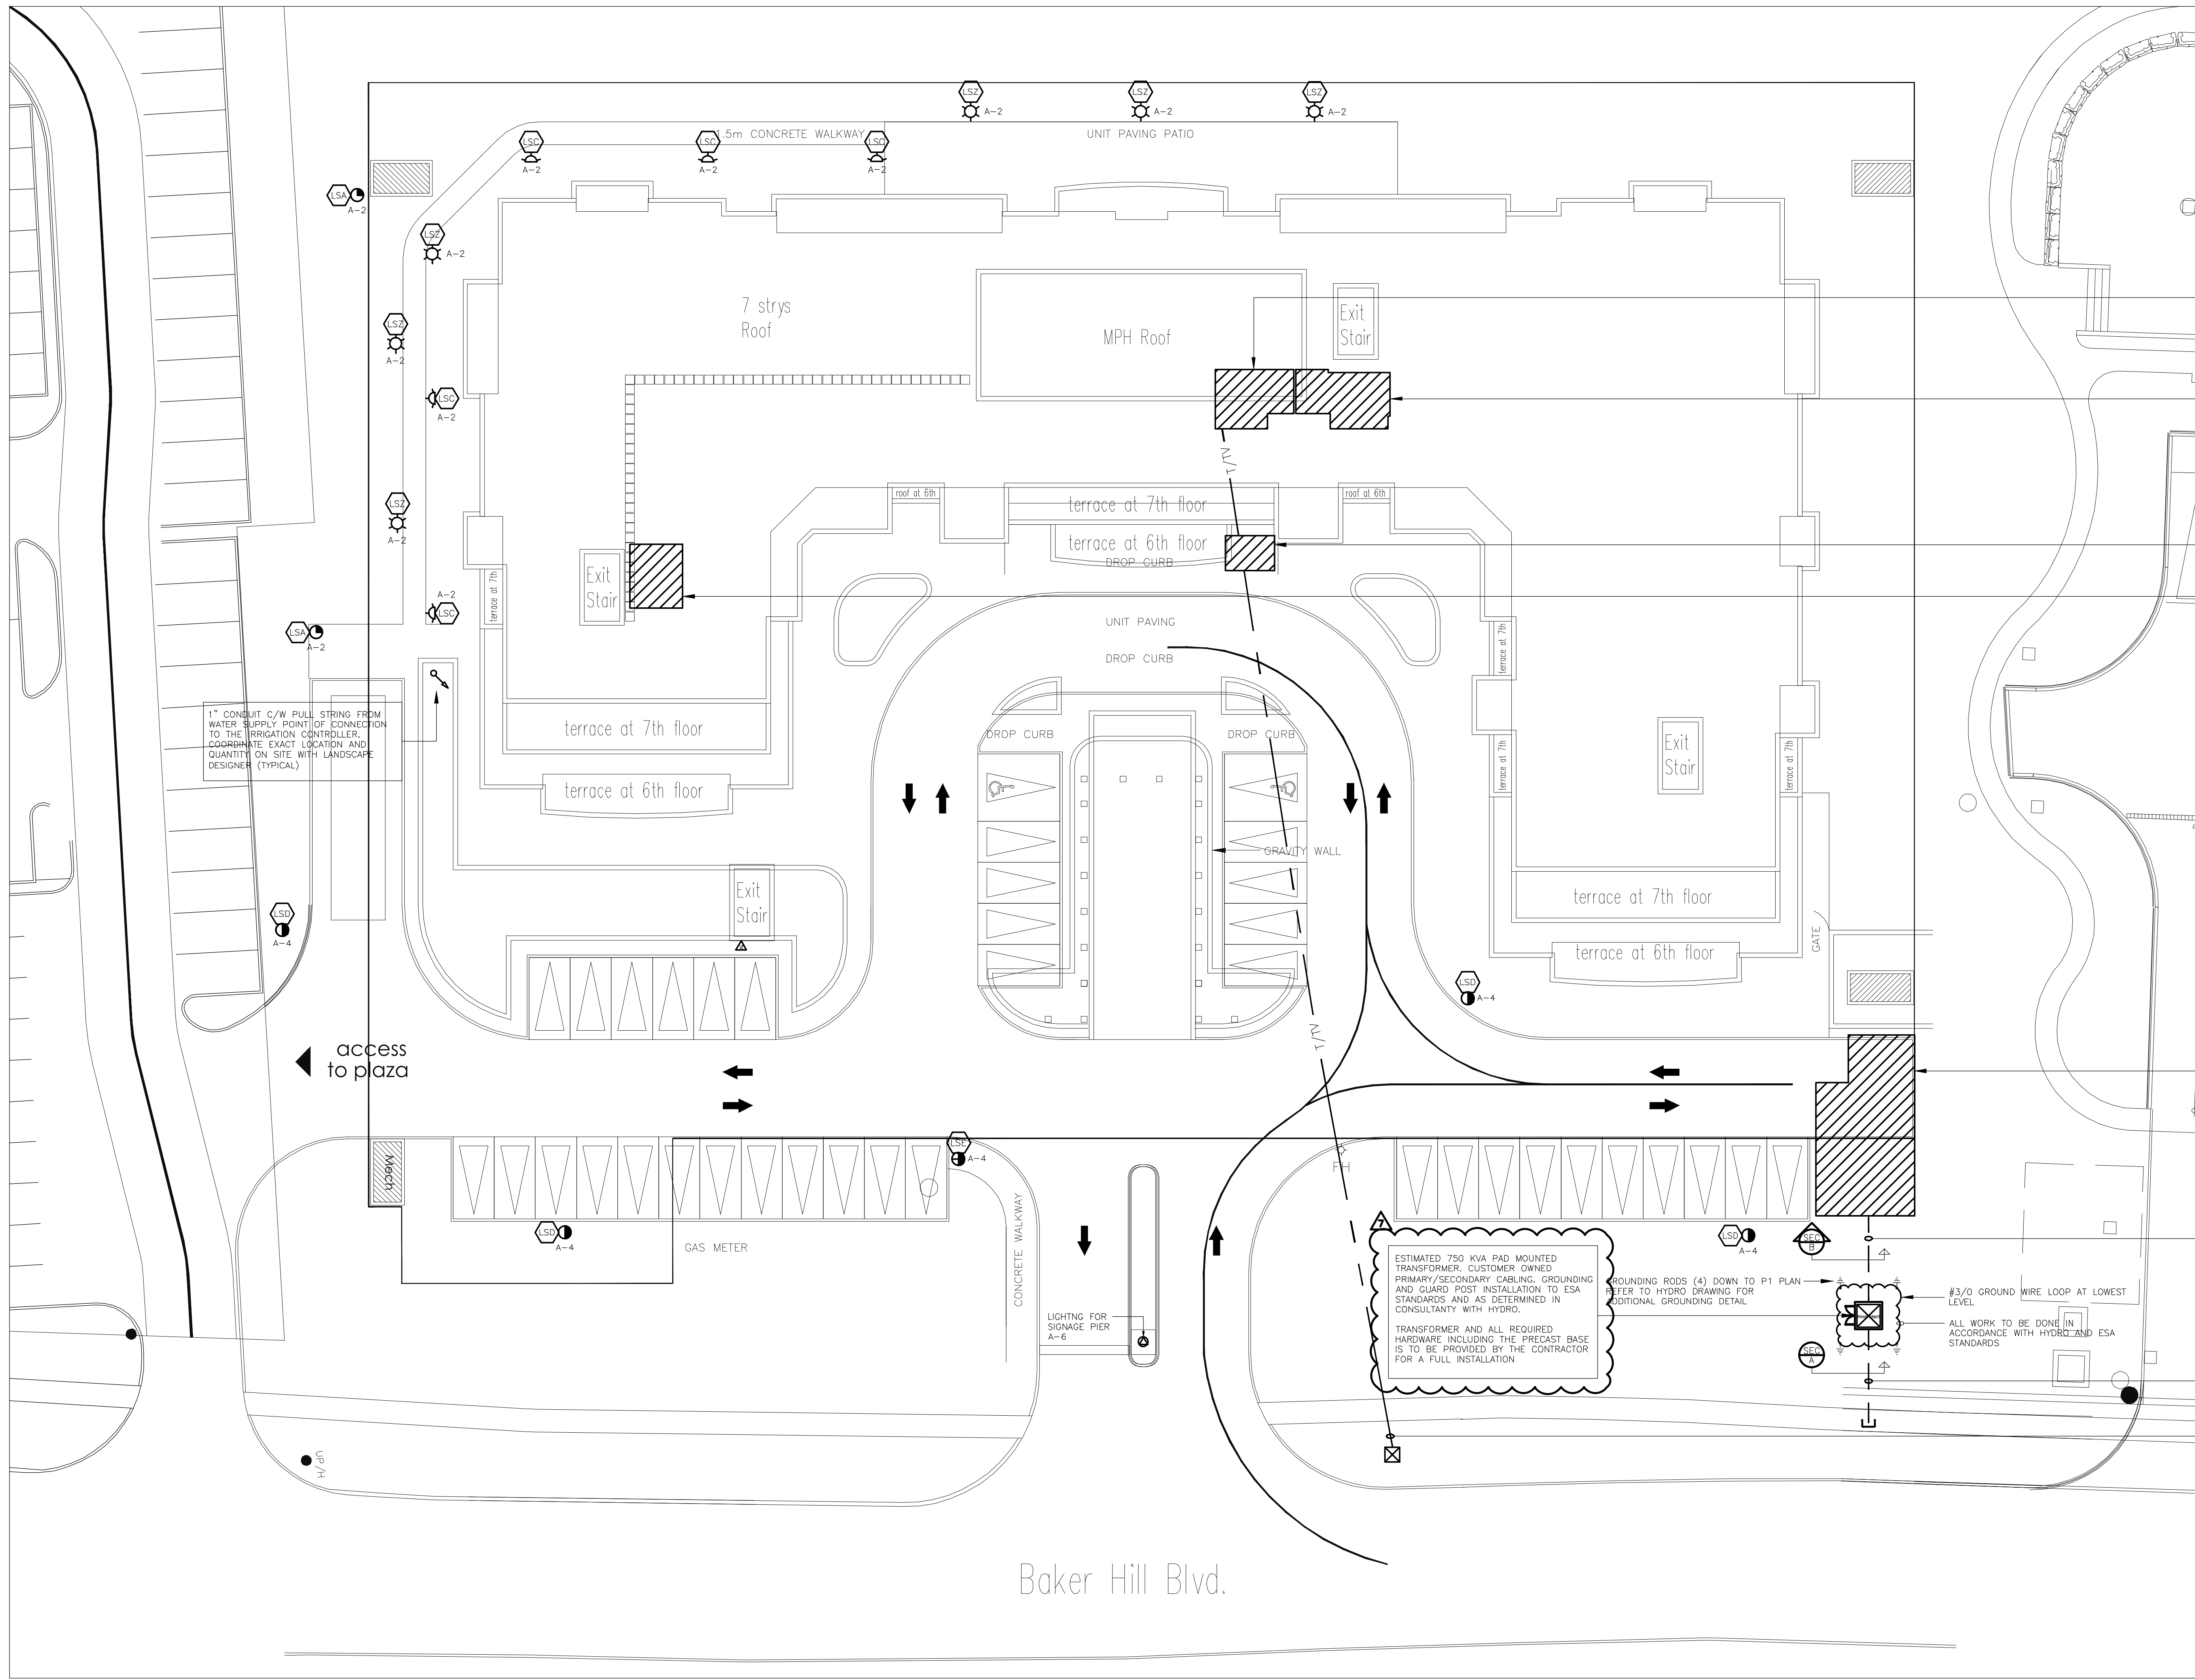 LSZ
A-2
LSZ
A-2
LSZ
A-2
LSC
A-2
1.5m CONCRETE WALKWAY
LSC
A-2
LSC
A-2
UNIT PAVING PATIO
LSA
A-2
LSZ
A-2
7 strys
Roof
MPH Roof
Exit
Stair
LSZ
A-2
LSC
A-2
T/TV
LSZ
A-2
roof at 6th
terrace at 7th floor
roof at 6th
terrace at 6th floor
DROP CURB
Exit
Stair
terrace at 7th
A-2
LSC
LSA
A-2
UNIT PAVING
DROP CURB
terrace at 7th
1" CONDUIT C/W PULL STRING FROM
WATER SUPPLY POINT OF CONNECTION
TO THE IRRIGATION CONTROLLER.
COORDINATE EXACT LOCATION AND
QUANTITY ON SITE WITH LANDSCAPE
DESIGNER (TYPICAL)
terrace at 7th floor
DROP CURB
DROP CURB
terrace at 7th
Exit
Stair
terrace at 7th
terrace at 6th floor
GRAVITY WALL
Exit
Stair
terrace at 7th floor
LSD
A-4
GATE
terrace at 6th floor
LSD
A-4
T/TV
access
to plaza
Mech
LSE
A-4
FH
LSD
A-4
GAS METER
CONCRETE WALKWAY
7
ESTIMATED 750 KVA PAD MOUNTED
TRANSFORMER. CUSTOMER OWNED
PRIMARY/SECONDARY CABLING, GROUNDING
AND GUARD POST INSTALLATION TO ESA
STANDARDS AND AS DETERMINED IN
CONSULTANTY WITH HYDRO.
TRANSFORMER AND ALL REQUIRED
HARDWARE INCLUDING THE PRECAST BASE
IS TO BE PROVIDED BY THE CONTRACTOR
FOR A FULL INSTALLATION
LSD
A-4
SEC
B
GROUNDING RODS (4) DOWN TO P1 PLAN
REFER TO HYDRO DRAWING FOR
ADDITIONAL GROUNDING DETAIL
#3/0 GROUND WIRE LOOP AT LOWEST
LEVEL
ALL WORK TO BE DONE IN
ACCORDANCE WITH HYDRO AND ESA
STANDARDS
LIGHTNG FOR
SIGNAGE PIER
A-6
SEC
A
UP/H
Baker Hill Blvd.